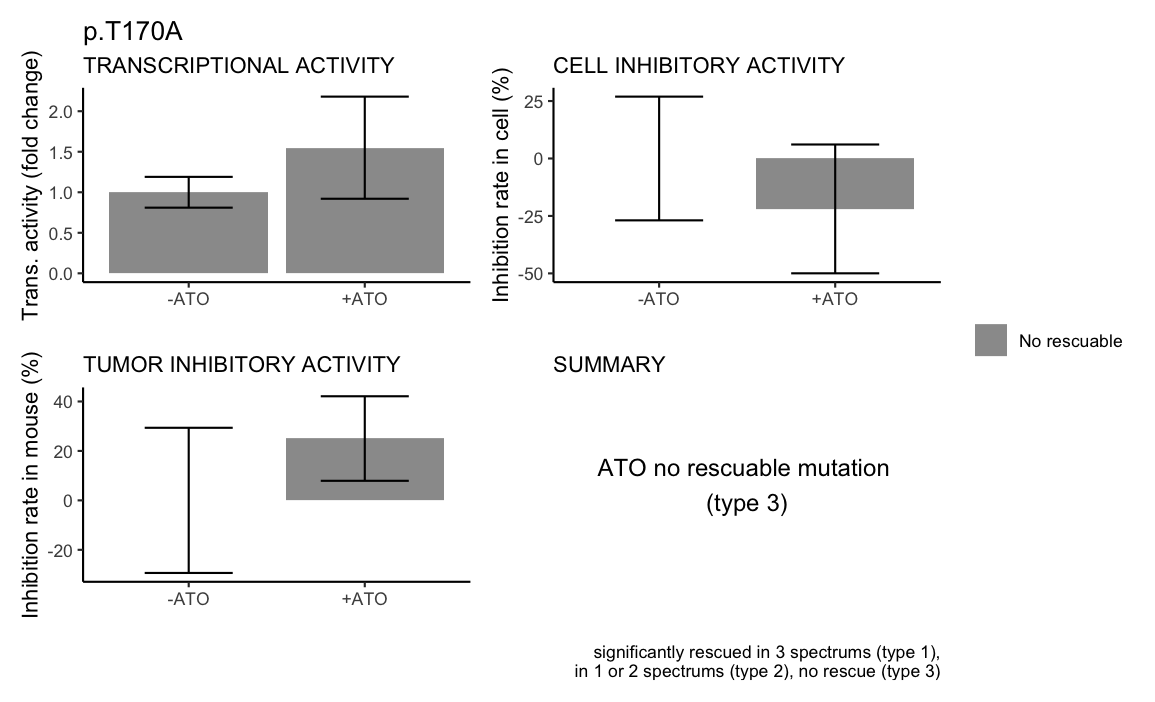 p.T170A
TRANSCRIPTIONAL ACTIVITY
Trans. activity (fold change)
2.0
1.5
1.0
0.5
0.0
-ATO
+ATO
CELL INHIBITORY ACTIVITY
Inhibition rate in cell (%)
25
0
-25
-50
-ATO
+ATO
TUMOR INHIBITORY ACTIVITY
Inhibition rate in mouse (%)
40
20
0
-20
-ATO
+ATO
SUMMARY
ATO no rescuable mutation
(type 3)
No rescuable
significantly rescued in 3 spectrums (type 1),
in 1 or 2 spectrums (type 2), no rescue (type 3)